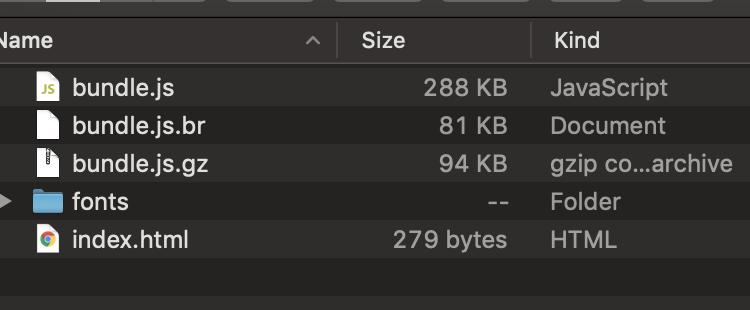 Name Size Kind
JS bundle.js 288 KB JavaScript
bundle.js.br 81 KB Document
bundle.js.gz 94 KB gzip co...archive
fonts -- Folder
index.html 279 bytes HTML